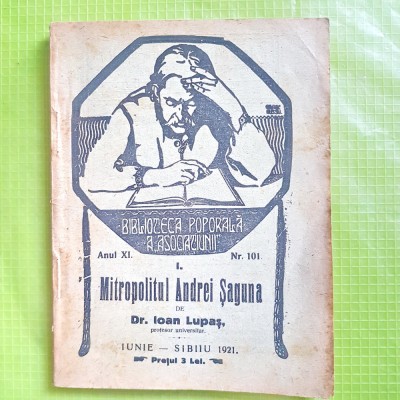 BIBLIOTECA POPORALĂ
A ASOCIAȚIUNII
Anul XI. Nr. 101.
I.
Mitropolitul Andrei Șaguna
DE
Dr. Ioan Lupaș,
profesor universitar.
IUNIE — SIBIIU 1921.
Prețul 3 Lei.